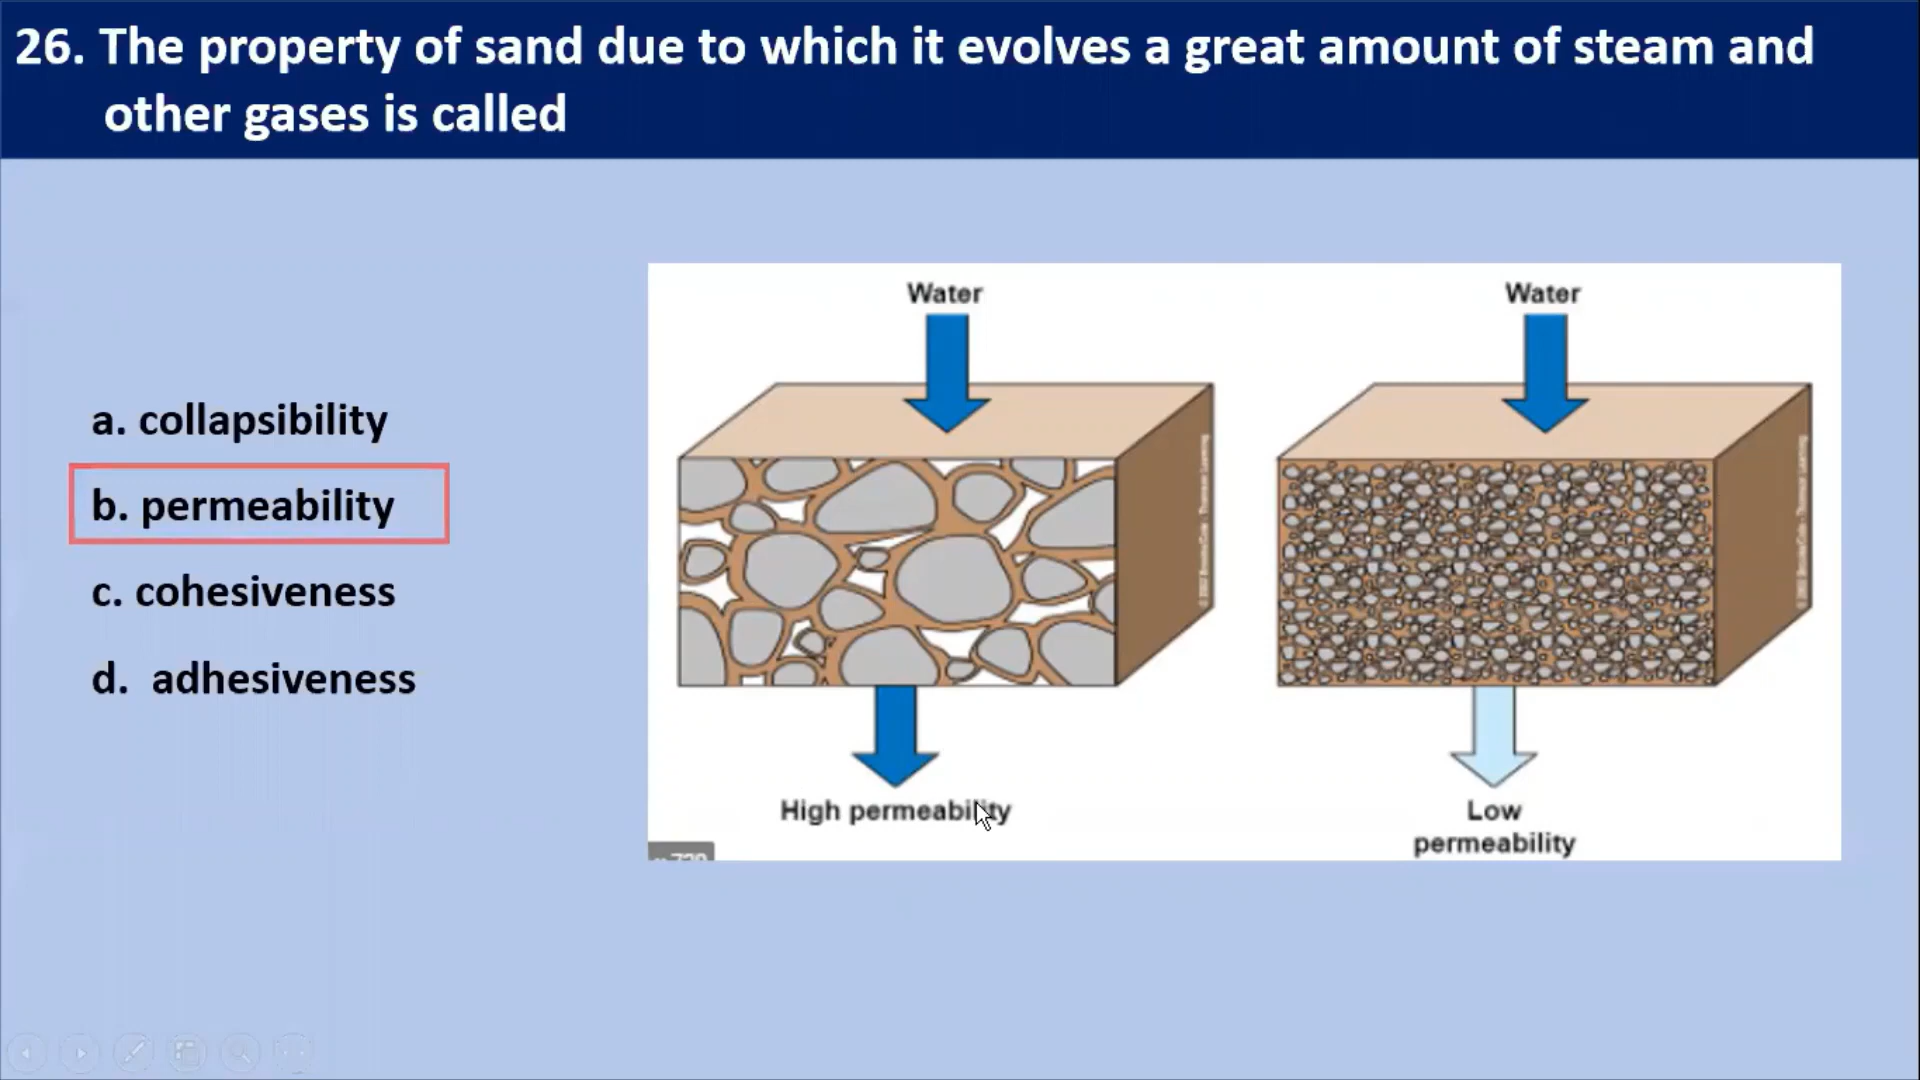 26. The property of sand due to which it evolves a great amount of steam and
other gases is called
a. collapsibility
b. permeability
c. cohesiveness
d. adhesiveness
Water
Water
High permeability
Low
permeability